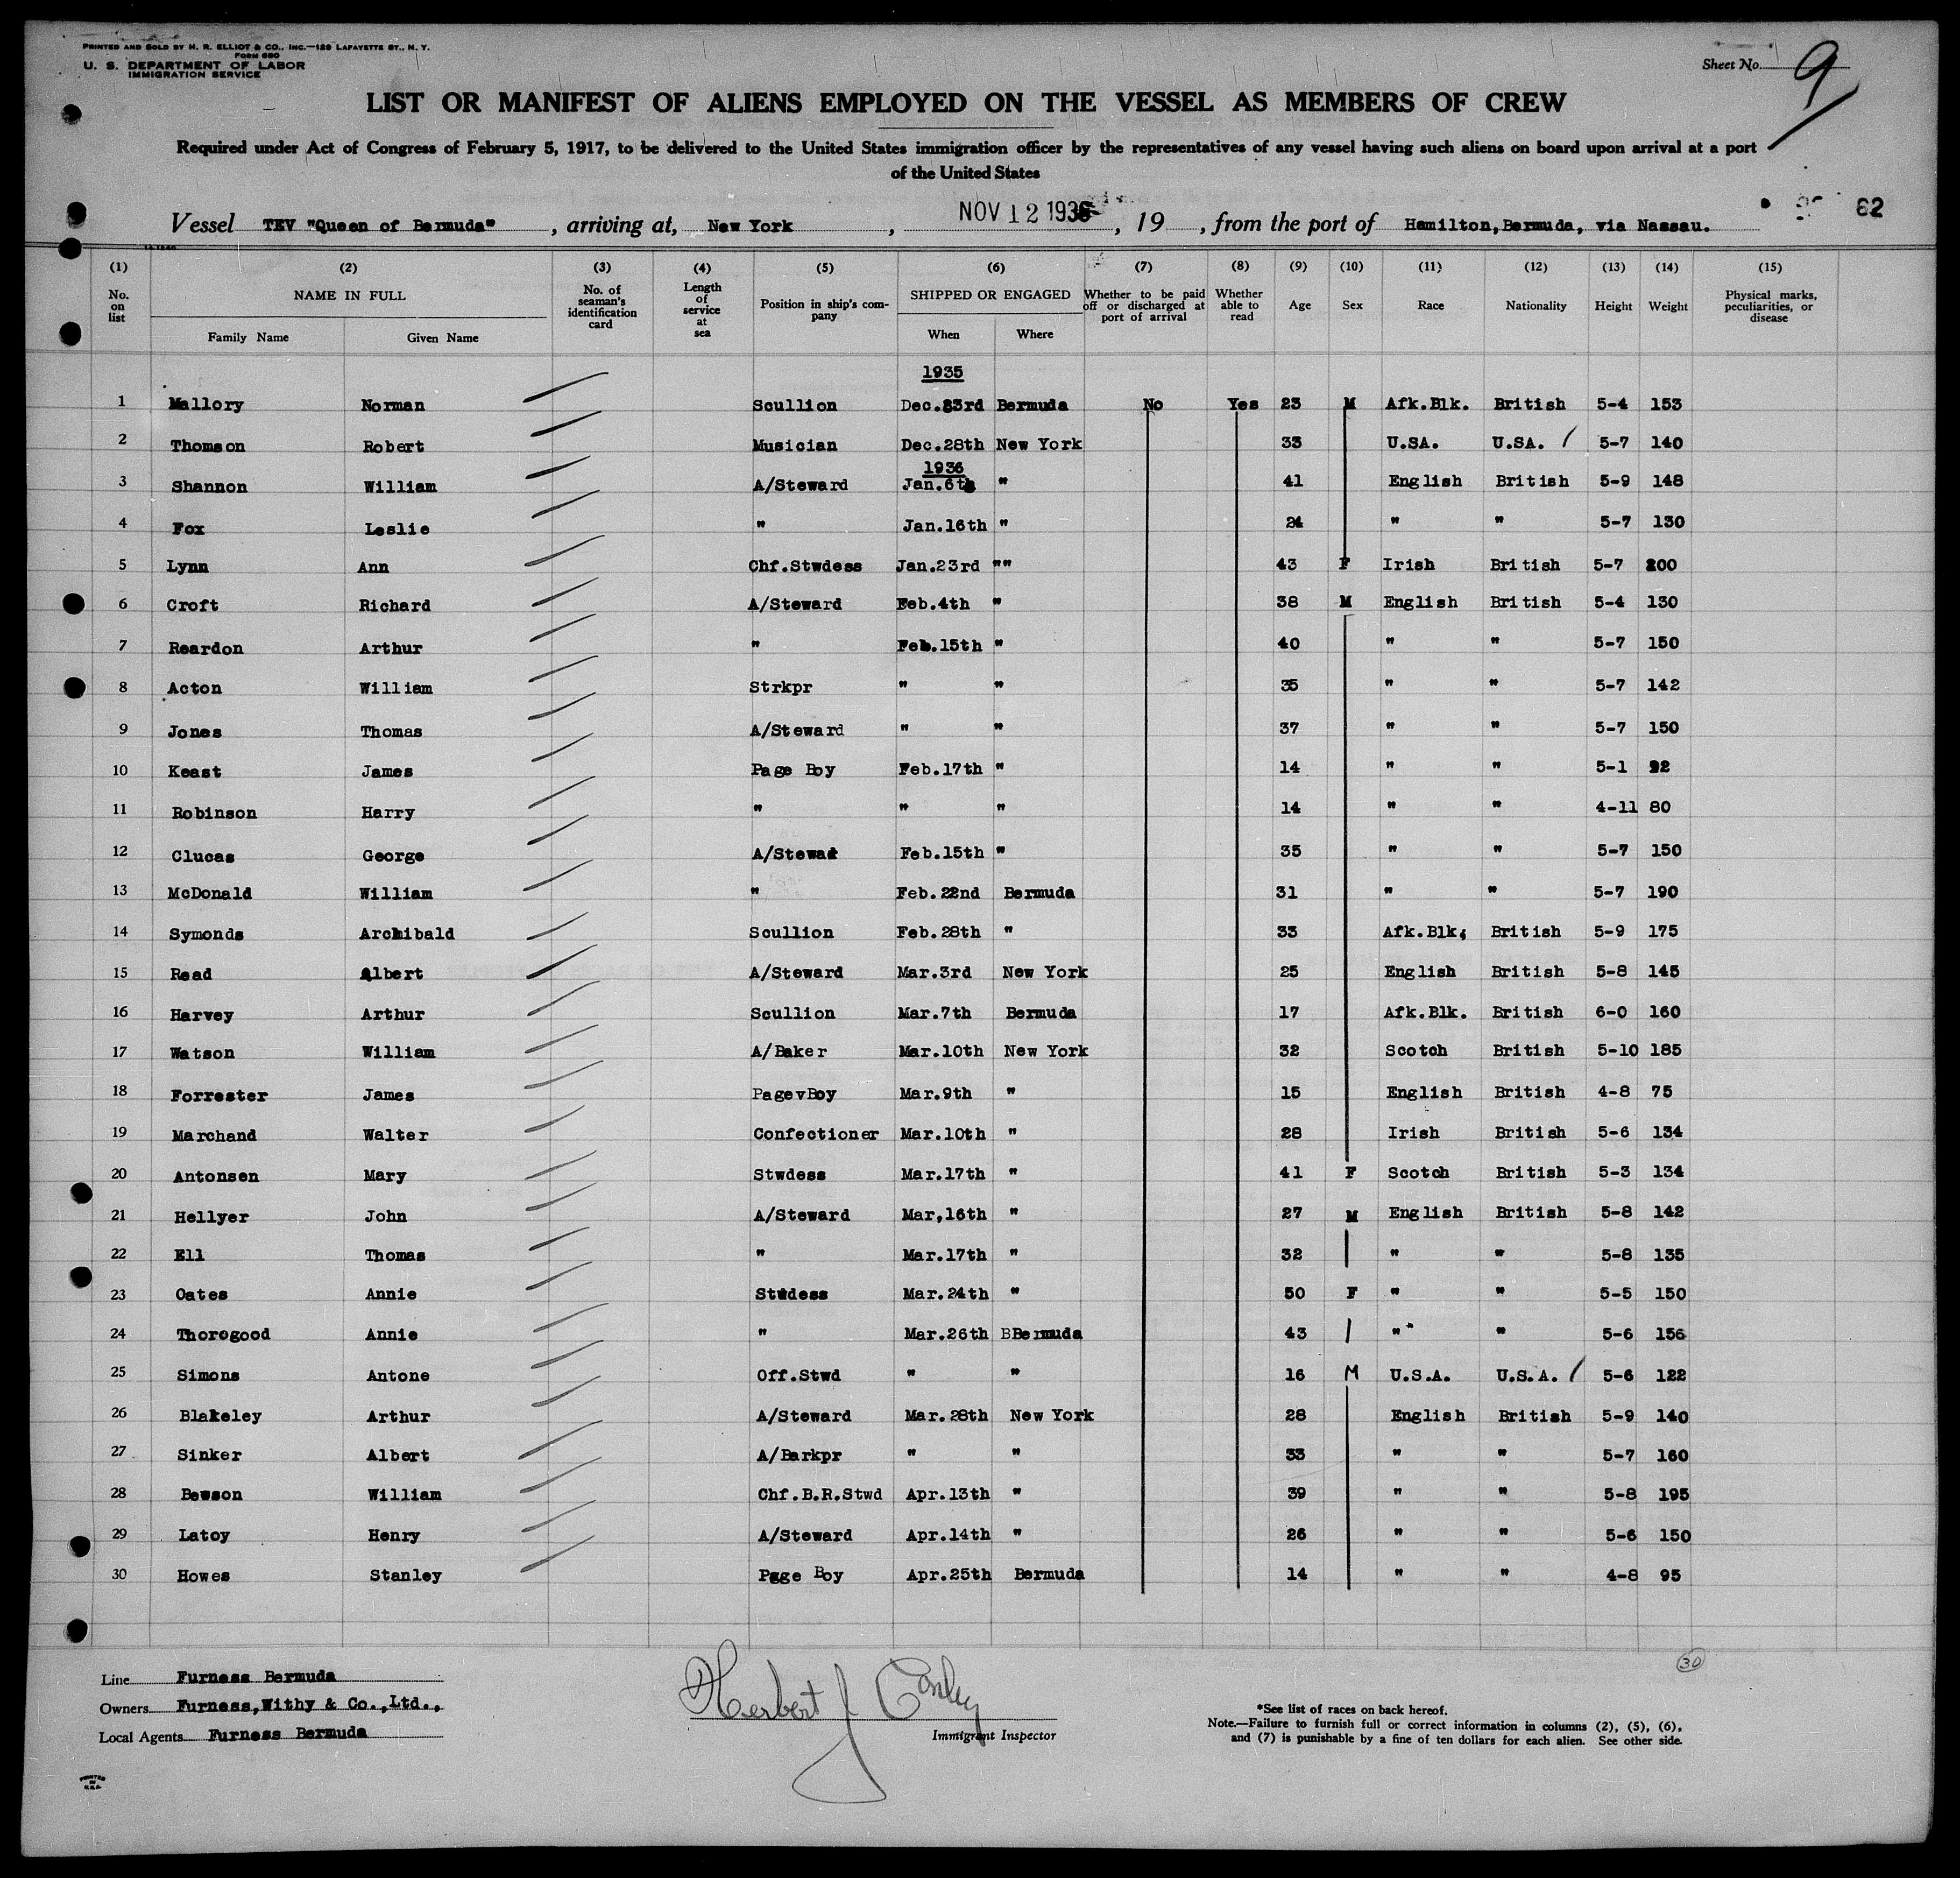 PRINTED AND SOLD BY H. R. ELLIOT & CO., INC.—129 LAFAYETTE ST., N. Y.
FORM 680
U. S. DEPARTMENT OF LABOR
IMMIGRATION SERVICE
Sheet No. 9
LIST OR MANIFEST OF ALIENS EMPLOYED ON THE VESSEL AS MEMBERS OF CREW
Required under Act of Congress of February 5, 1917, to be delivered to the United States immigration officer by the representatives of any vessel having such aliens on board upon arrival at a port
of the United States
62
Vessel TEV "Queen of Bermuda", arriving at, New York, NOV 12 1936, 19, from the port of Hamilton,Bermuda, via Nassau.
(1) (2) (3) (4) (5) (6) (7) (8) (9) (10) (11) (12) (13) (14) (15)
No. on list NAME IN FULL Family Name Given Name No. of seaman's identification card Length of service at sea Position in ship's company SHIPPED OR ENGAGED When Where Whether to be paid off or discharged at port of arrival Whether able to read Age Sex Race Nationality Height Weight Physical marks, peculiarities, or disease
1935
1 Mallory Norman Scullion Dec.23rd Bermuda No Yes 23 M Afk.Blk. British 5-4 153
2 Thomson Robert Musician Dec.28th New York 33 U.SA. U.SA. 5-7 140
1936
3 Shannon William A/Steward Jan.6th " 41 English British 5-9 148
4 Fox Leslie " Jan.16th " 24 " " 5-7 130
5 Lynn Ann Chf.Stwdess Jan.23rd "" 43 F Irish British 5-7 200
6 Croft Richard A/Steward Feb.4th " 38 M English British 5-4 130
7 Reardon Arthur " Feb.15th " 40 " " 5-7 150
8 Acton William Strkpr " " 35 " " 5-7 142
9 Jones Thomas A/Steward " " 37 " " 5-7 150
10 Keast James Page Boy Feb.17th " 14 " " 5-1 92
11 Robinson Harry " " " 14 " " 4-11 80
12 Clucas George A/Stewad Feb.15th " 35 " " 5-7 150
13 McDonald William " Feb.22nd Bermuda 31 " " 5-7 190
14 Symonds Archibald Scullion Feb.28th " 33 Afk.Blk. British 5-9 175
15 Read Albert A/Steward Mar.3rd New York 25 English British 5-8 145
16 Harvey Arthur Scullion Mar.7th Bermuda 17 Afk.Blk. British 6-0 160
17 Watson William A/Baker Mar.10th New York 32 Scotch British 5-10 185
18 Forrester James PagevBoy Mar.9th " 15 English British 4-8 75
19 Marchand Walter Confectioner Mar.10th " 28 Irish British 5-6 134
20 Antonsen Mary Stwdess Mar.17th " 41 F Scotch British 5-3 134
21 Hellyer John A/Steward Mar,16th " 27 M English British 5-8 142
22 Ell Thomas " Mar.17th " 32 " " 5-8 135
23 Oates Annie Stwdess Mar.24th " 50 F " " 5-5 150
24 Thorogood Annie " Mar.26th BBermuda 43 " " 5-6 156
25 Simons Antone Off.Stwd " " 16 M U.S.A. U.S.A. 5-6 122
26 Blakeley Arthur A/Steward Mar.28th New York 28 English British 5-9 140
27 Sinker Albert A/Barkpr " " 33 " " 5-7 160
28 Bewson William Chf.B.R.Stwd Apr.13th " 39 " " 5-8 195
29 Latoy Henry A/Steward Apr.14th " 26 " " 5-6 150
30 Howes Stanley Page Boy Apr.25th Bermuda 14 " " 4-8 95
30
Line Furness Bermuda
Owners Furness,Withy & Co.,Ltd.,
Local Agents Furness Bermuda
Herbert J Conley
Immigrant Inspector
*See list of races on back hereof.
Note.—Failure to furnish full or correct information in columns (2), (5), (6),
and (7) is punishable by a fine of ten dollars for each alien. See other side.
PRINTED
IN
U.S.A.